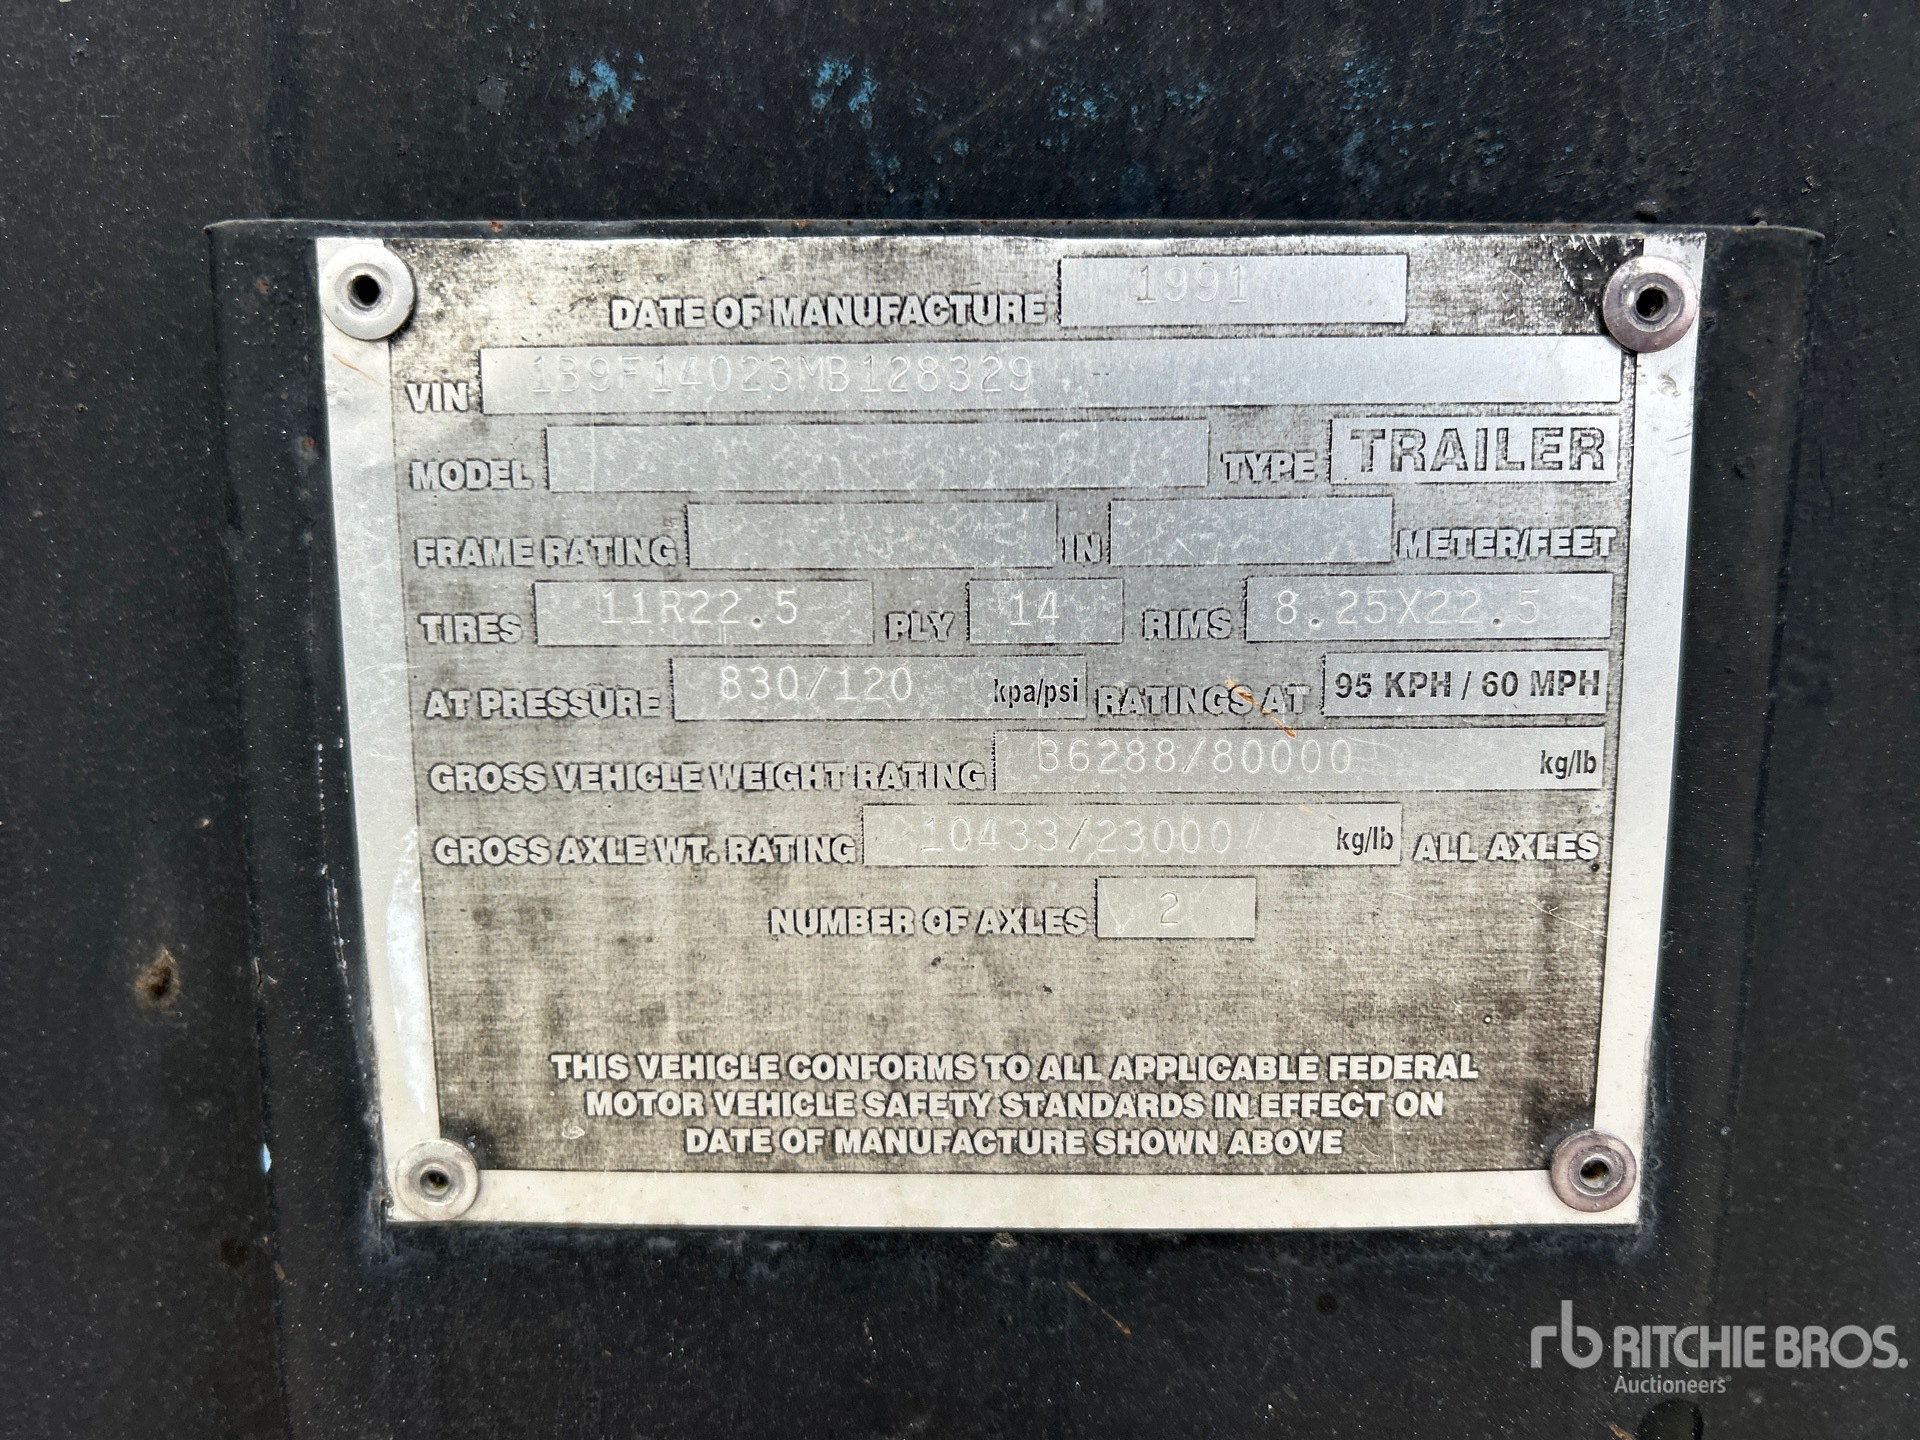 DATE OF MANUFACTURE 1991
VIN 1B9F14023MB128329
MODEL TYPE TRAILER
FRAME RATING IN METER/FEET
TIRES 11R22.5 PLY 14 RIMS 8.25X22.5
AT PRESSURE 830/120 kpa/psi RATINGS AT 95 KPH / 60 MPH
GROSS VEHICLE WEIGHT RATING 36288/80000 kg/lb
GROSS AXLE WT. RATING 10433/23000/ kg/lb ALL AXLES
NUMBER OF AXLES 2
THIS VEHICLE CONFORMS TO ALL APPLICABLE FEDERAL
MOTOR VEHICLE SAFETY STANDARDS IN EFFECT ON
DATE OF MANUFACTURE SHOWN ABOVE
rb RITCHIE BROS.
Auctioneers